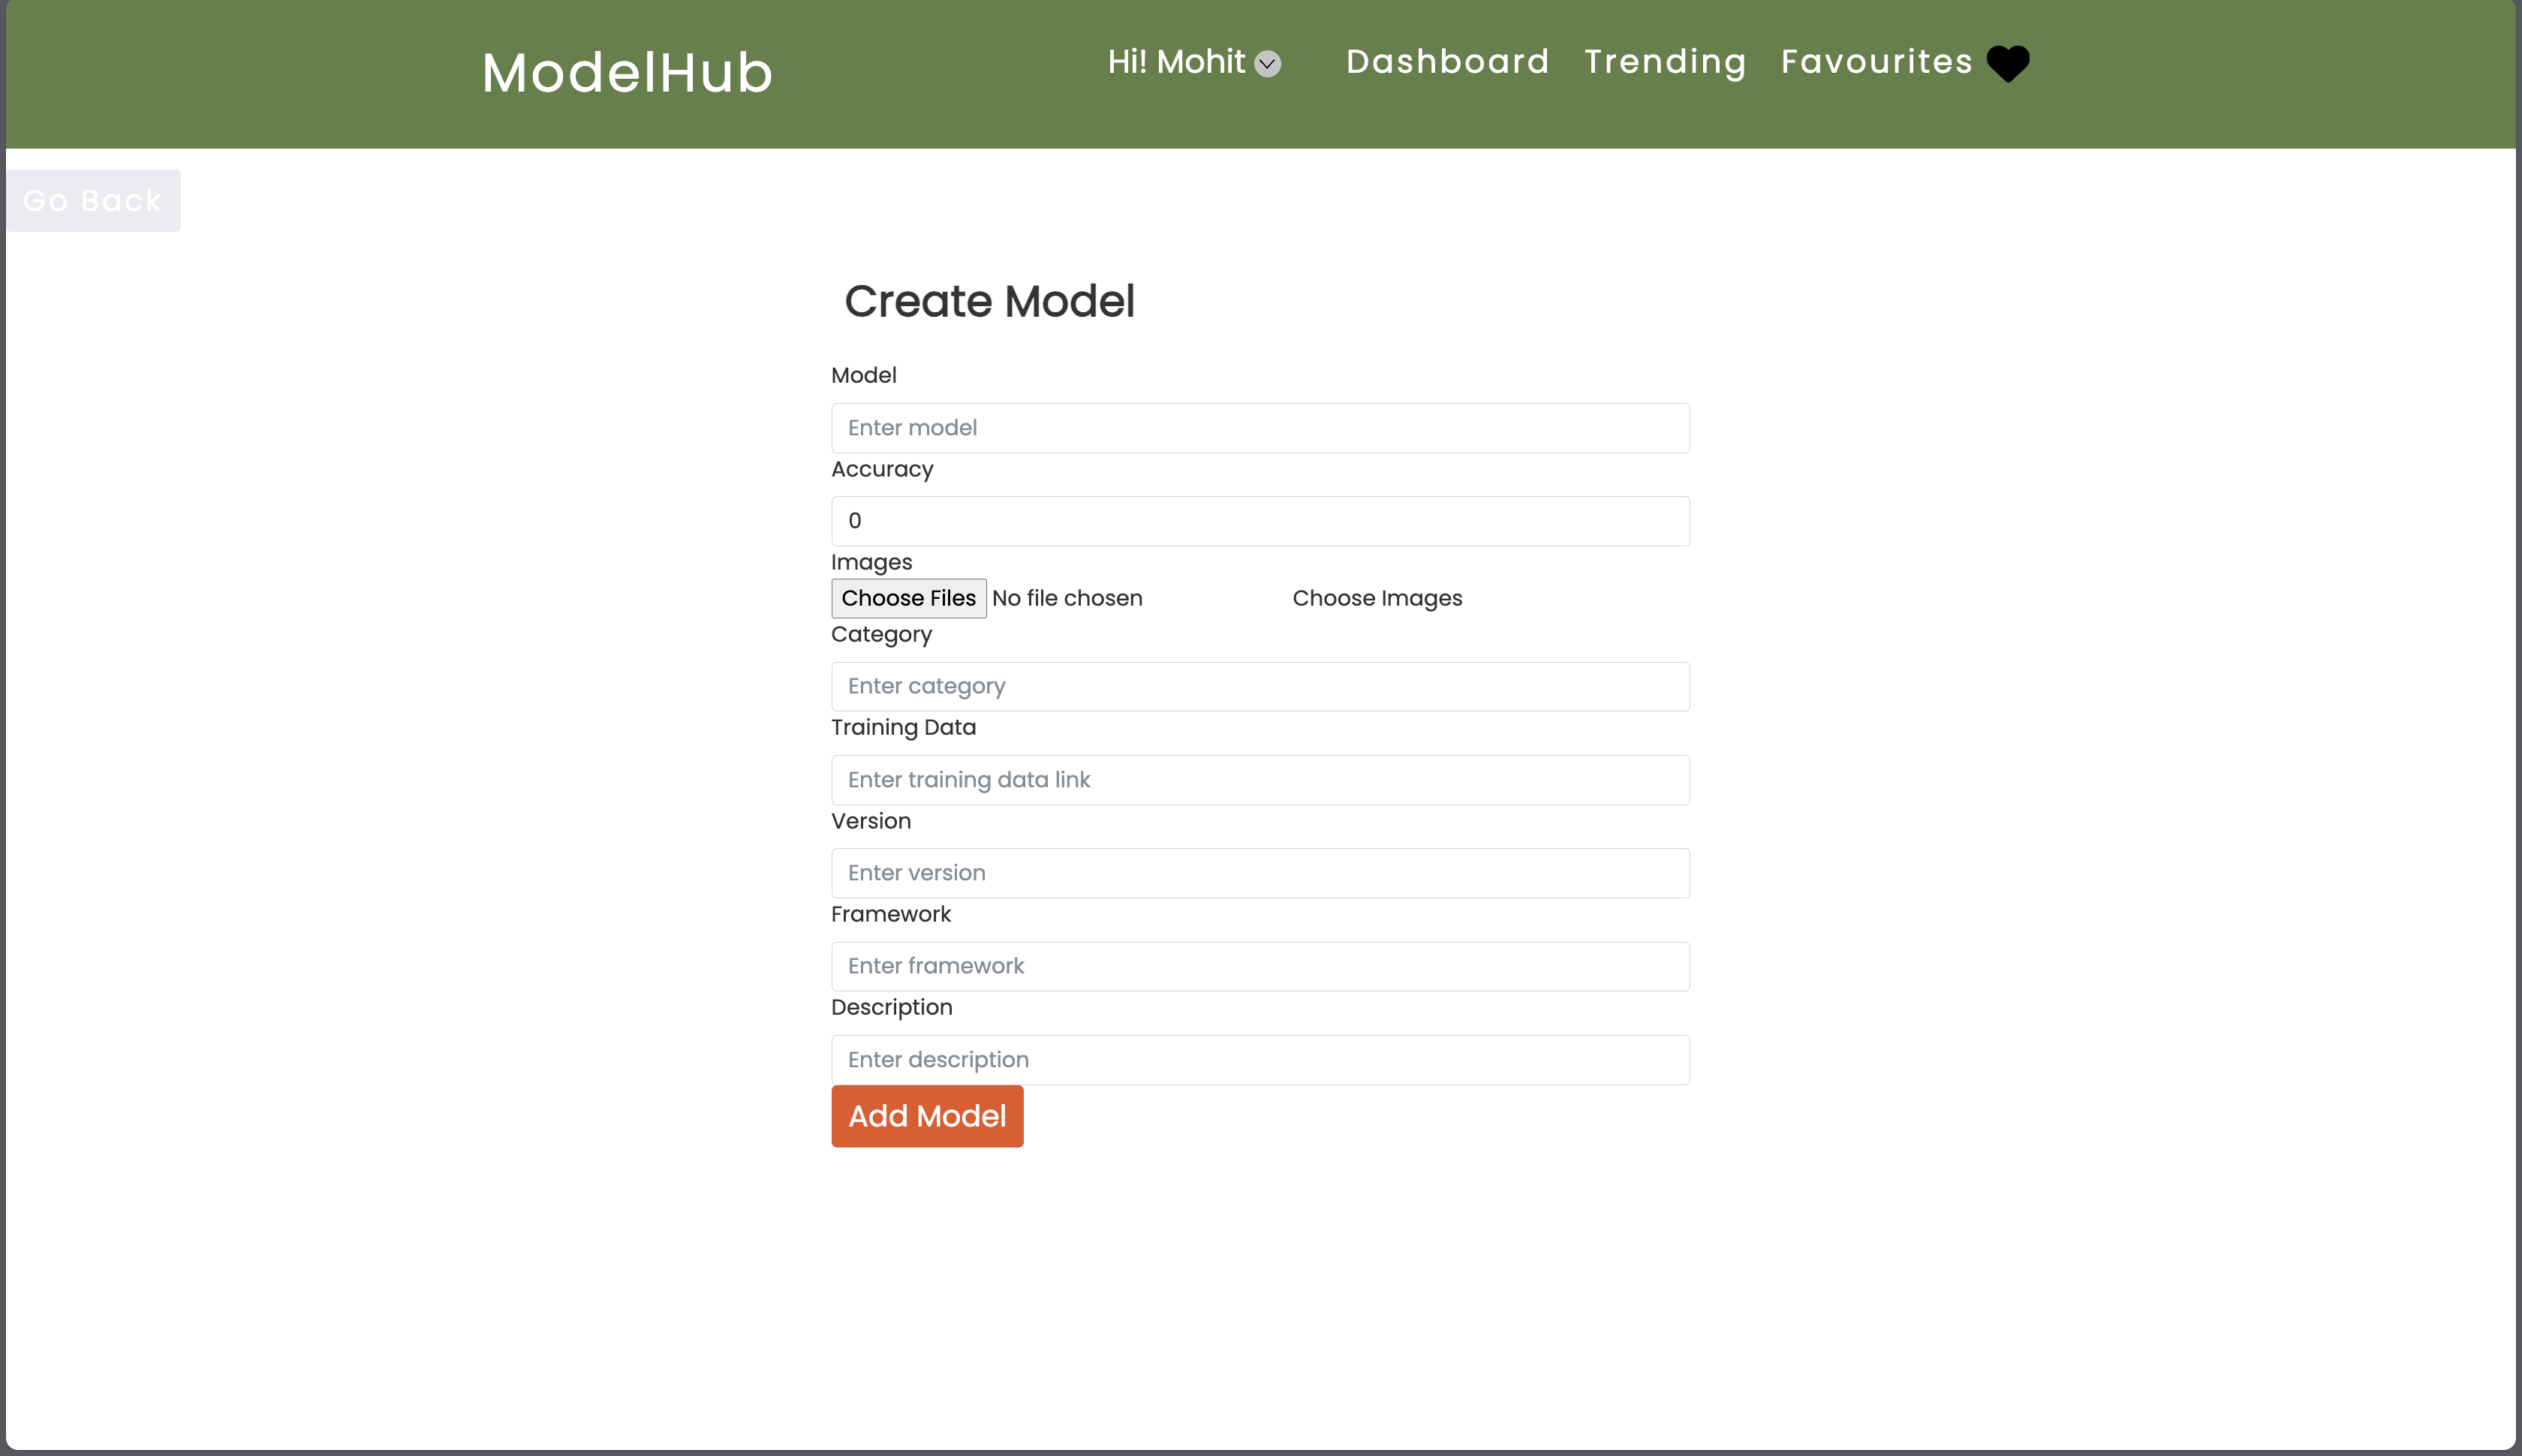 ModelHub
Hi! Mohit Dashboard Trending Favourites
Go Back
Create Model
Model
Enter model
Accuracy
0
Images
Choose Files No file chosen Choose Images
Category
Enter category
Training Data
Enter training data link
Version
Enter version
Framework
Enter framework
Description
Enter description
Add Model